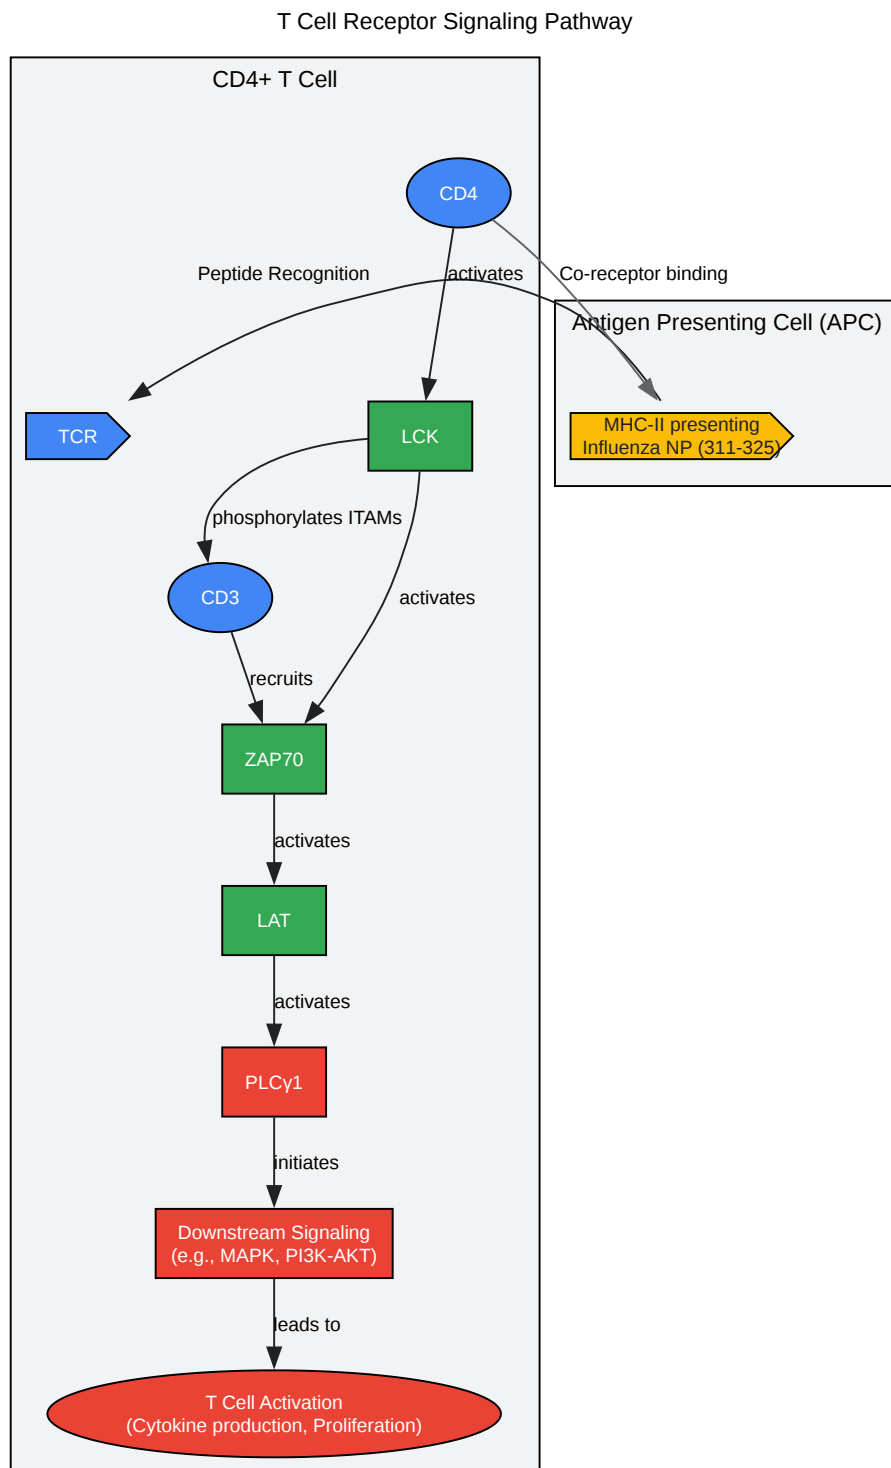 T Cell Receptor Signaling Pathway
CD4+ T Cell
CD4
Peptide Recognition
activates
Co-receptor binding
Antigen Presenting Cell (APC)
TCR
LCK
MHC-II presenting
Influenza NP (311-325)
phosphorylates ITAMs
CD3
activates
recruits
ZAP70
activates
LAT
activates
PLCγ1
initiates
Downstream Signaling
(e.g., MAPK, PI3K-AKT)
leads to
T Cell Activation
(Cytokine production, Proliferation)